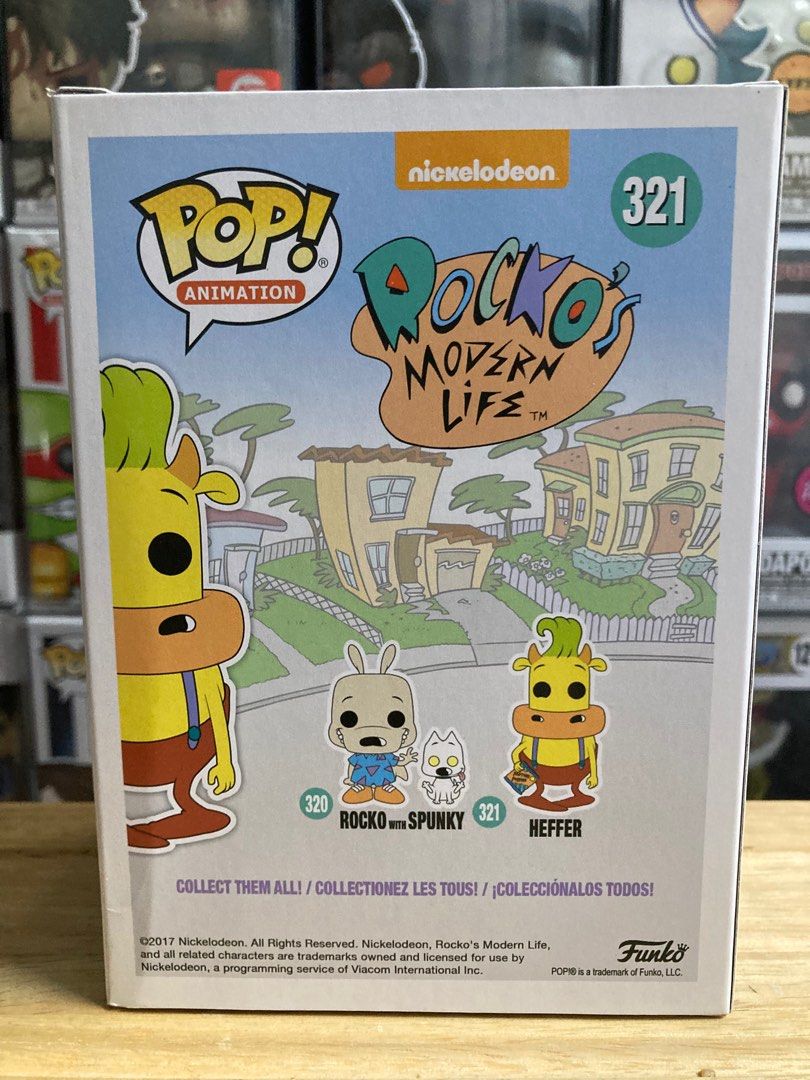 nickelodeon
POP!®
ANIMATION
321
ROCKO'S
MODERN
LIFE™
320
ROCKO WITH SPUNKY
321
HEFFER
COLLECT THEM ALL! / COLLECTIONEZ LES TOUS! / ¡COLECCIÓNALOS TODOS!
©2017 Nickelodeon. All Rights Reserved. Nickelodeon, Rocko's Modern Life,
and all related characters are trademarks owned and licensed for use by
Nickelodeon, a programming service of Viacom International Inc.
Funko
POP!® is a trademark of Funko, LLC.